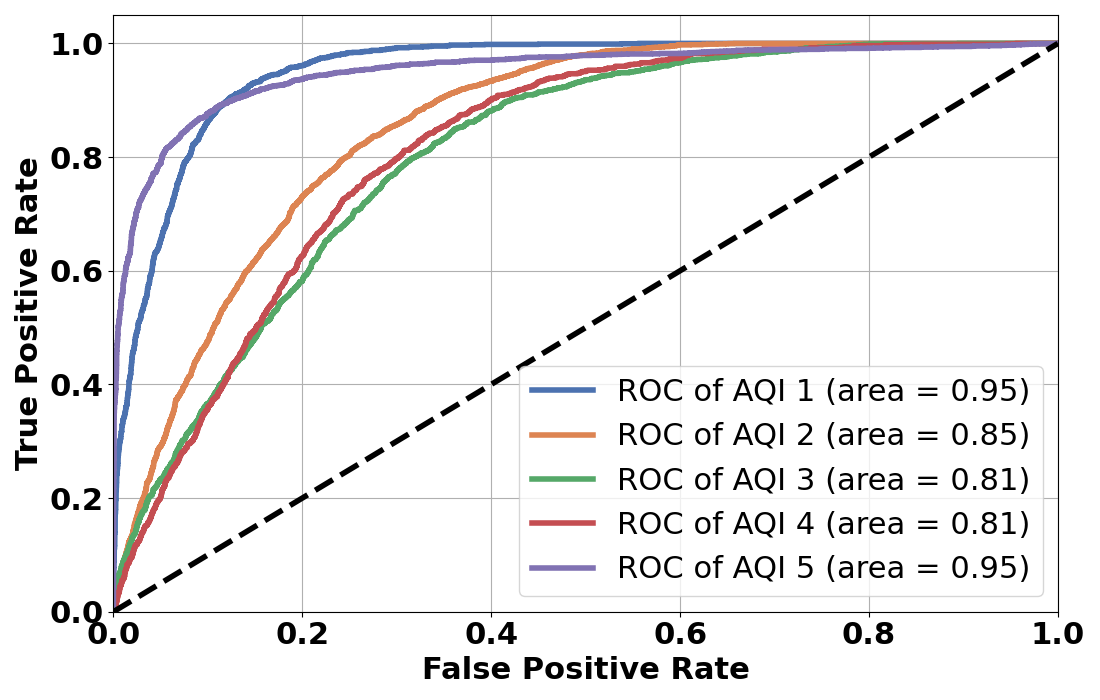 1.0
0.8
0.6
0.4
0.2
0.0
True Positive Rate
ROC of AQI 1 (area = 0.95)
ROC of AQI 2 (area = 0.85)
ROC of AQI 3 (area = 0.81)
ROC of AQI 4 (area = 0.81)
ROC of AQI 5 (area = 0.95)
0.0 0.2 0.4 0.6 0.8 1.0
False Positive Rate